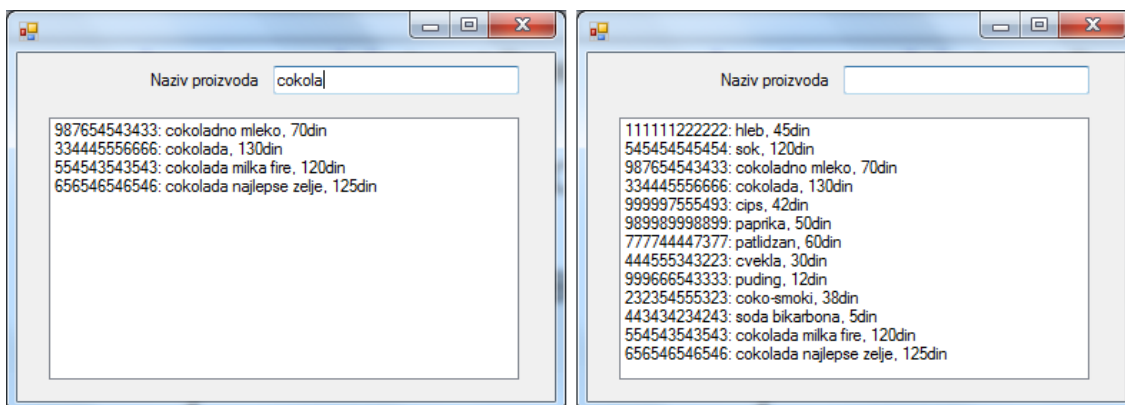 Naziv proizvoda cokola
987654543433: cokoladno mleko, 70din
334445556666: cokolada, 130din
554543543543: cokolada milka fire, 120din
656546546546: cokolada najlepse zelje, 125din
Naziv proizvoda
111111222222: hleb, 45din
545454545454: sok, 120din
987654543433: cokoladno mleko, 70din
334445556666: cokolada, 130din
999997555493: cips, 42din
989989998899: paprika, 50din
777744447377: patlidzan, 60din
444555343223: cvekla, 30din
999666543333: puding, 12din
232354555323: coko-smoki, 38din
443434234243: soda bikarbona, 5din
554543543543: cokolada milka fire, 120din
656546546546: cokolada najlepse zelje, 125din